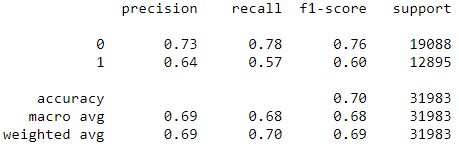 precision recall f1-score support
0 0.73 0.78 0.76 19088
1 0.64 0.57 0.60 12895
accuracy 0.70 31983
macro avg 0.69 0.68 0.68 31983
weighted avg 0.69 0.70 0.69 31983